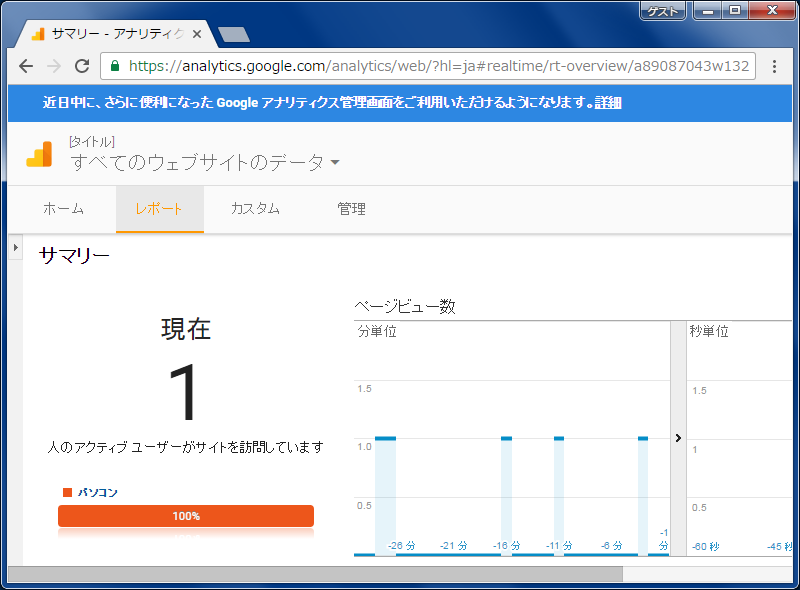 ゲスト
サマリー - アナリティク
https://analytics.google.com/analytics/web/?hl=ja#realtime/rt-overview/a89087043w132
近日中に、さらに便利になった Google アナリティクス管理画面をご利用いただけるようになります。詳細
[タイトル]
すべてのウェブサイトのデータ
ホーム レポート カスタム 管理
サマリー
現在
1
人のアクティブ ユーザーがサイトを訪問しています
パソコン
100%
ページビュー数
分単位
1.5
1.0
0.5
-26 分 -21 分 -16 分 -11 分 -6 分 -1 分
秒単位
1.5
1
0.5
-60 秒 -45 秒